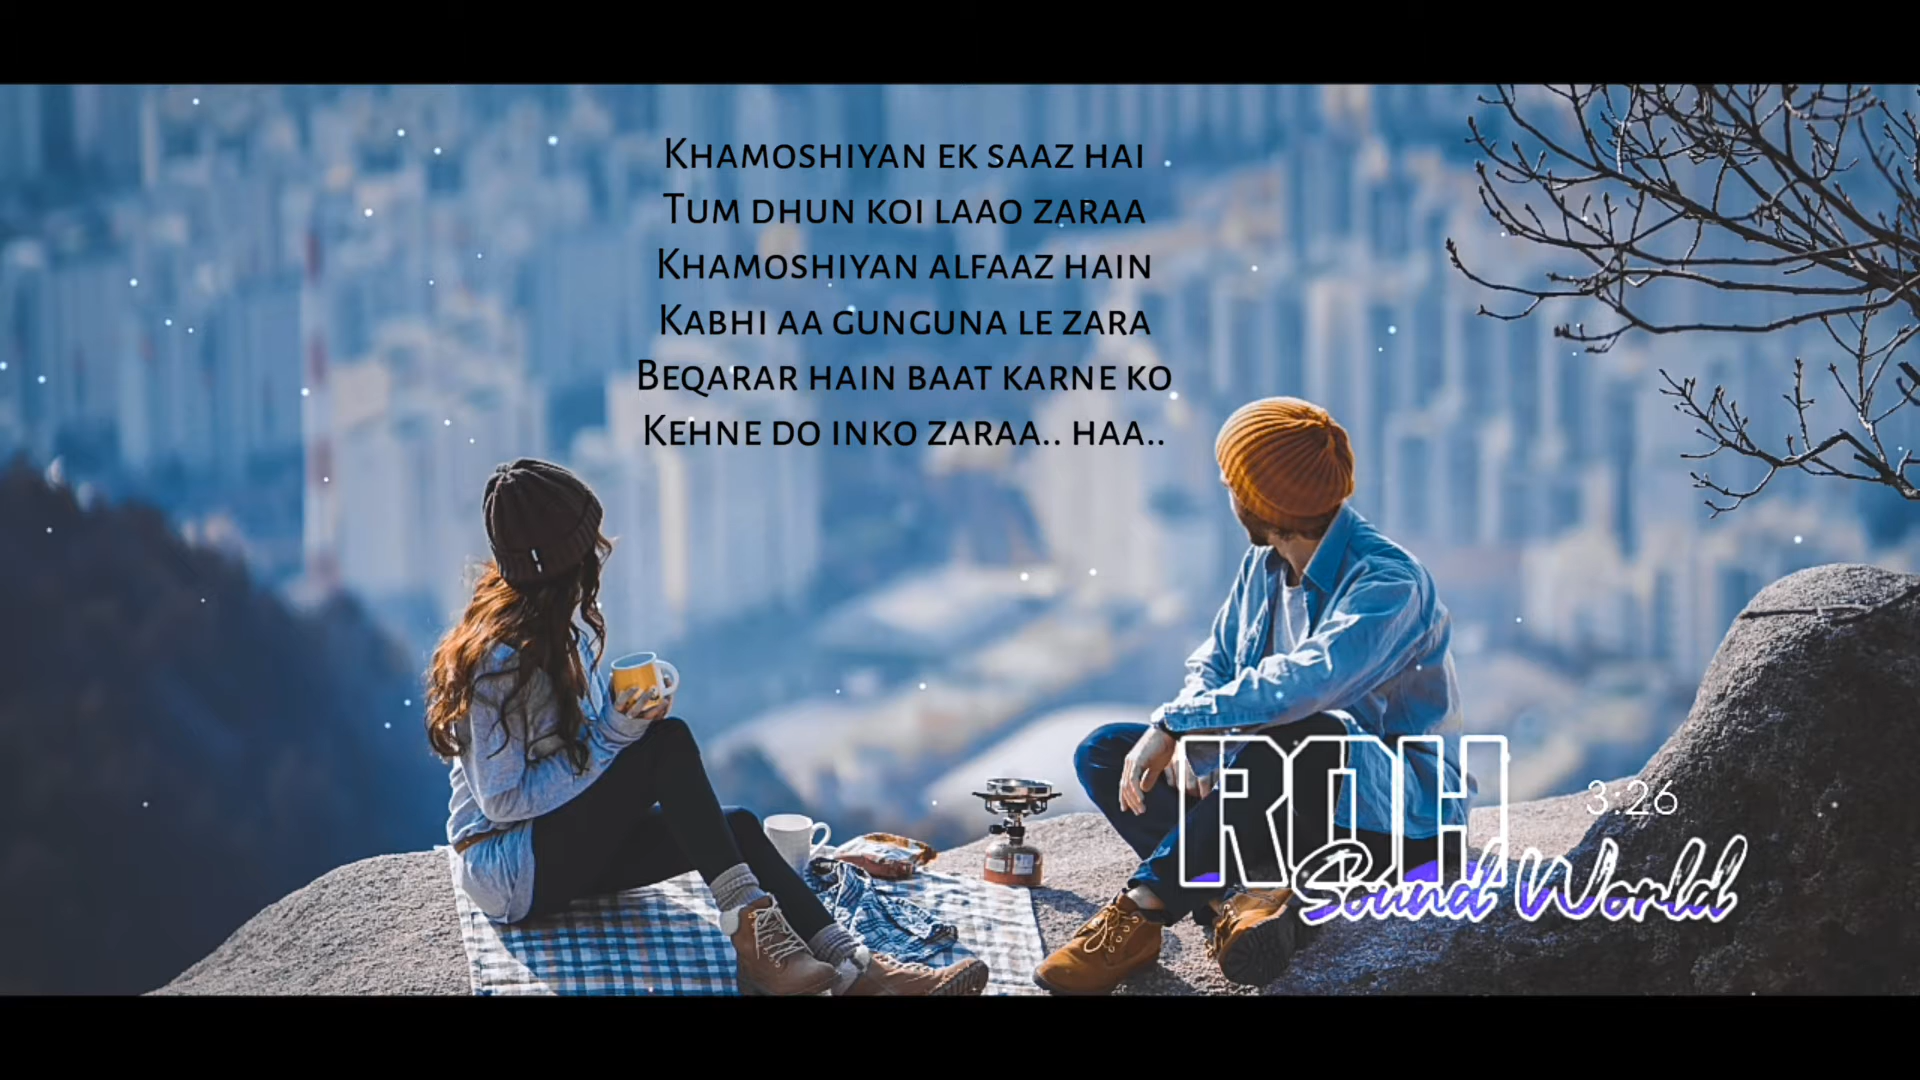 Khamoshiyan ek saaz hai
Tum dhun koi laao zaraa
Khamoshiyan alfaaz hain
Kabhi aa gunguna le zara
Beqarar hain baat karne ko
Kehne do inko zaraa.. haa..
ROH
3:26
Sound World